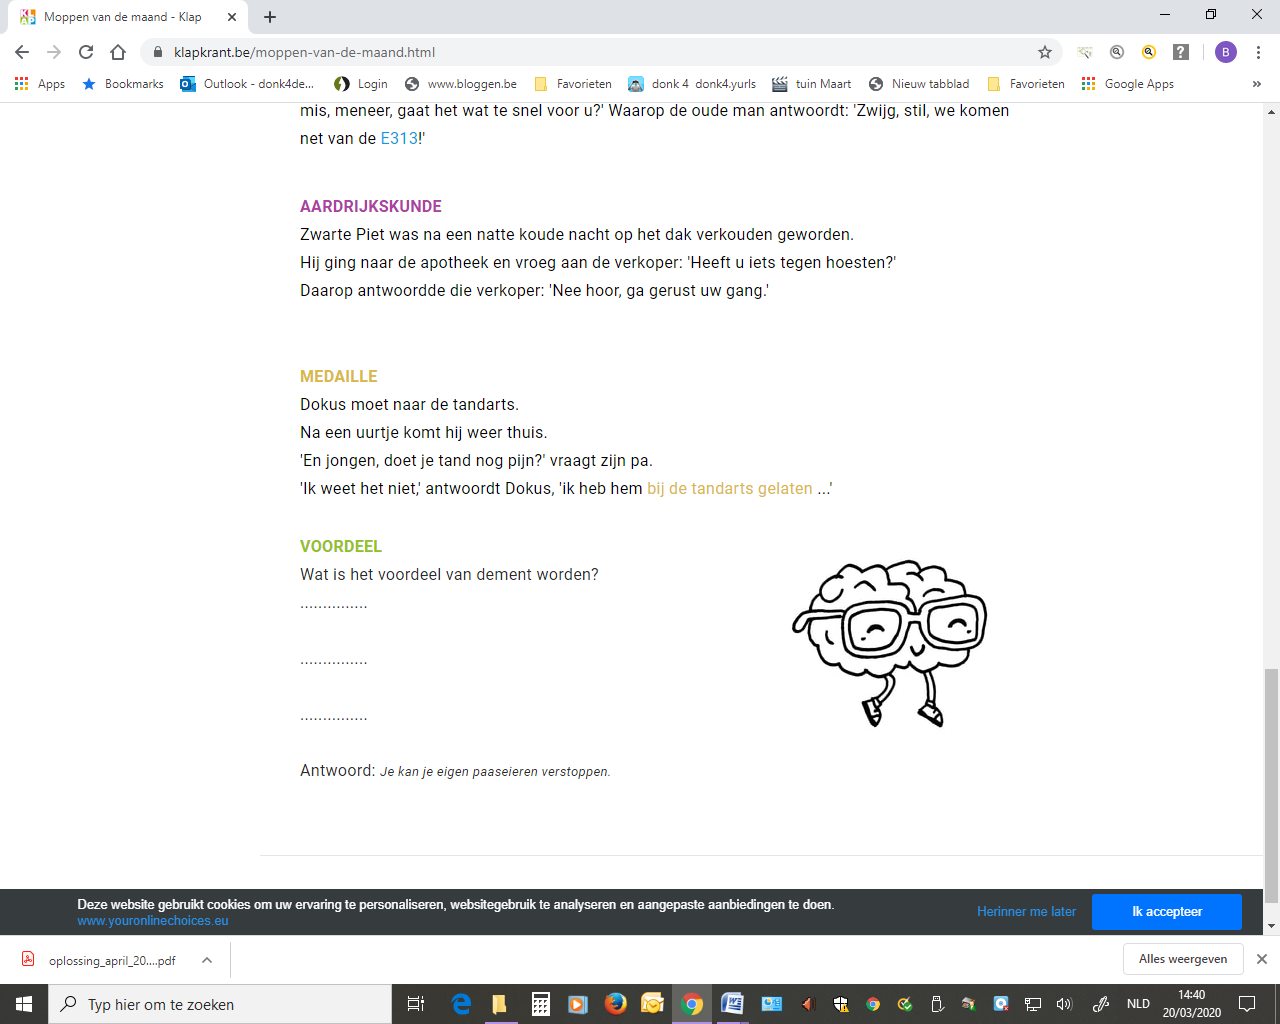 Moppen van de maand - Klap
klapkrant.be/moppen-van-de-maand.html
B
Apps Bookmarks Outlook - donk4de... Login www.bloggen.be Favorieten donk 4 donk4.yurls tuin Maart Nieuw tabblad Favorieten Google Apps »
mis, meneer, gaat het wat te snel voor u?' Waarop de oude man antwoordt: 'Zwijg, stil, we komen
net van de E313!'
AARDRIJKSKUNDE
Zwarte Piet was na een natte koude nacht op het dak verkouden geworden.
Hij ging naar de apotheek en vroeg aan de verkoper: 'Heeft u iets tegen hoesten?'
Daarop antwoordde die verkoper: 'Nee hoor, ga gerust uw gang.'
MEDAILLE
Dokus moet naar de tandarts.
Na een uurtje komt hij weer thuis.
'En jongen, doet je tand nog pijn?' vraagt zijn pa.
'Ik weet het niet,' antwoordt Dokus, 'ik heb hem bij de tandarts gelaten ...'
VOORDEEL
Wat is het voordeel van dement worden?
...............
...............
...............
Antwoord: Je kan je eigen paaseieren verstoppen.
Deze website gebruikt cookies om uw ervaring te personaliseren, websitegebruik te analyseren en aangepaste aanbiedingen te doen.
www.youronlinechoices.eu
Herinner me later
Ik accepteer
oplossing_april_20....pdf
Alles weergeven
Typ hier om te zoeken
NLD
14:40
20/03/2020